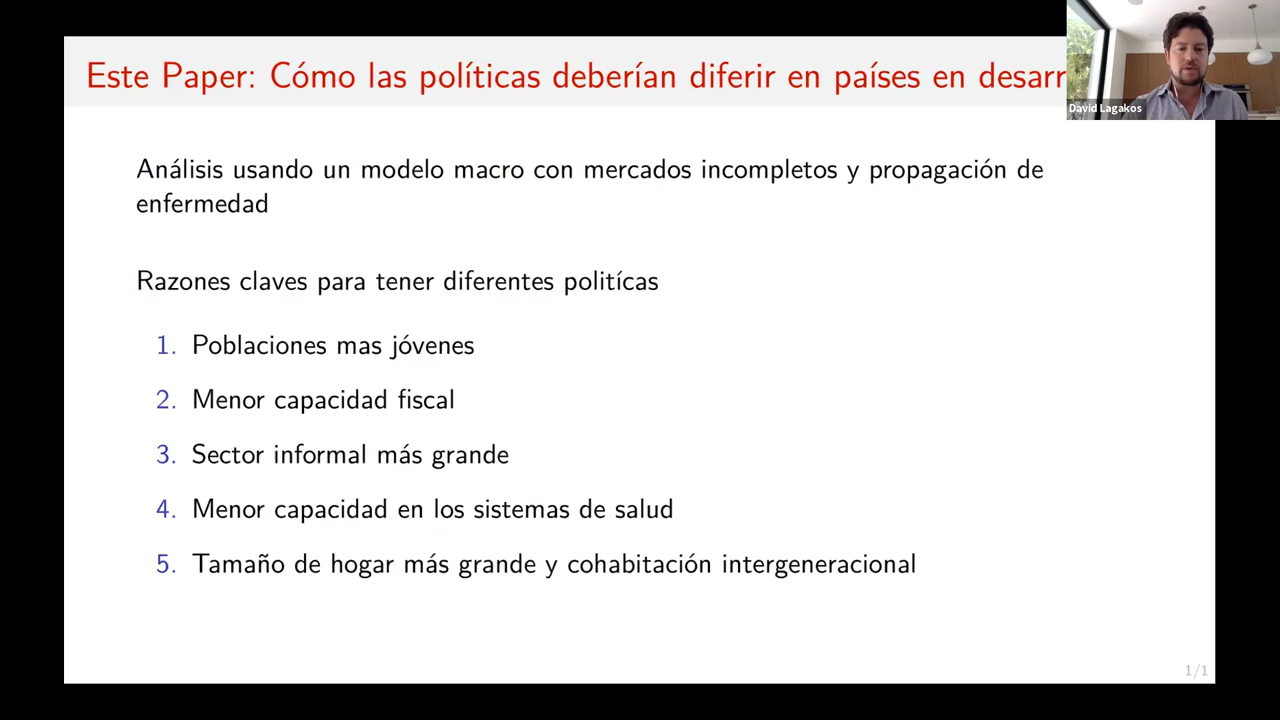 Este Paper: Cómo las políticas deberían diferir en países en desarr
David Lagakos
Análisis usando un modelo macro con mercados incompletos y propagación de
enfermedad
Razones claves para tener diferentes politícas
1. Poblaciones mas jóvenes
2. Menor capacidad fiscal
3. Sector informal más grande
4. Menor capacidad en los sistemas de salud
5. Tamaño de hogar más grande y cohabitación intergeneracional
1/1